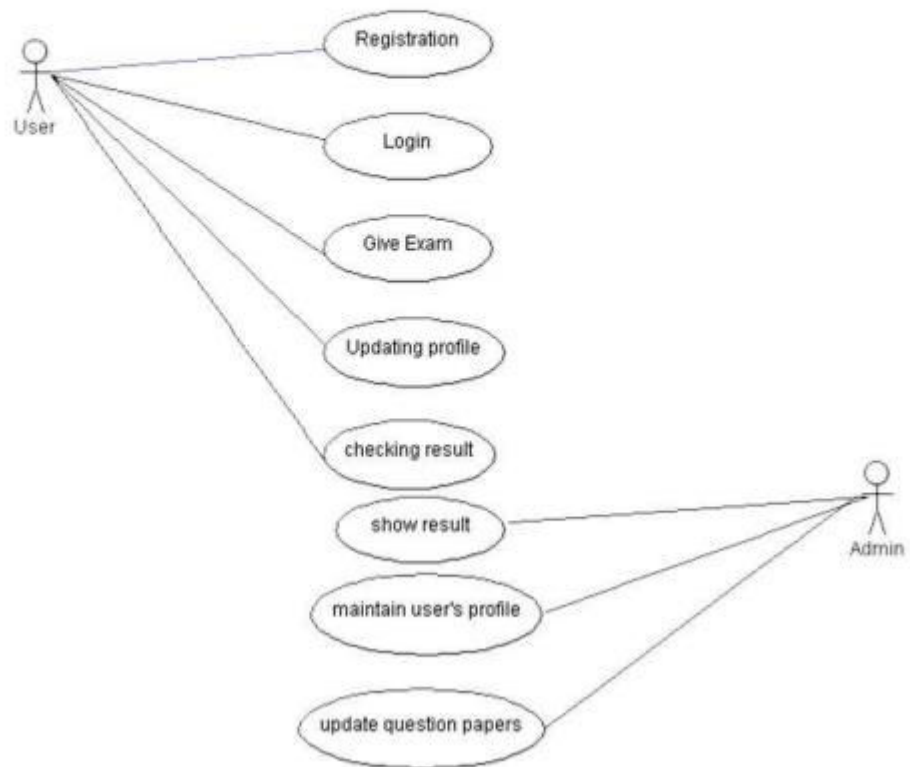 Registration
User
Login
Give Exam
Updating profile
checking result
show result
Admin
maintain user's profile
update question papers